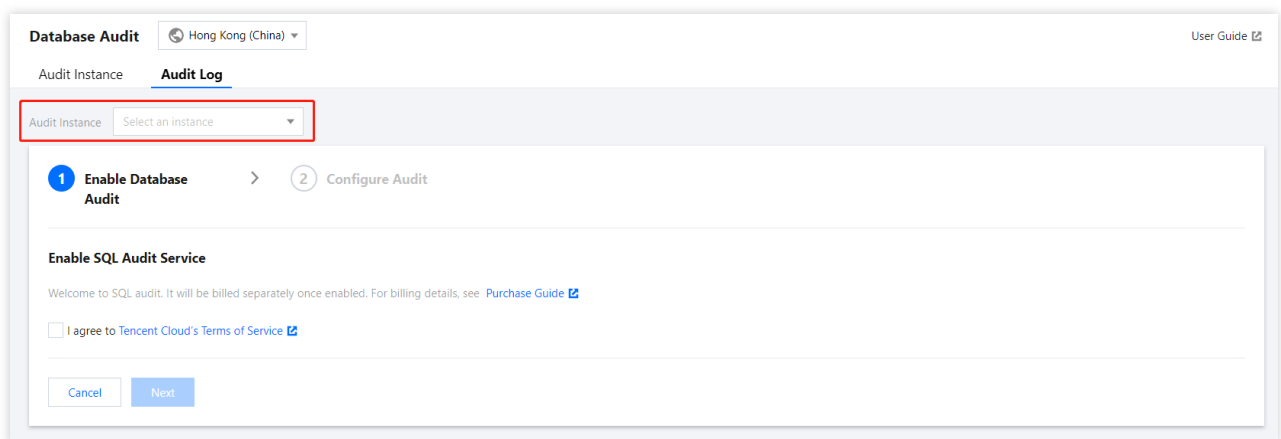 Database Audit Hong Kong (China) User Guide
Audit Instance Audit Log
Audit Instance Select an instance
1 Enable Database Audit 2 Configure Audit
Enable SQL Audit Service
Welcome to SQL audit. It will be billed separately once enabled. For billing details, see Purchase Guide
I agree to Tencent Cloud's Terms of Service
Cancel Next